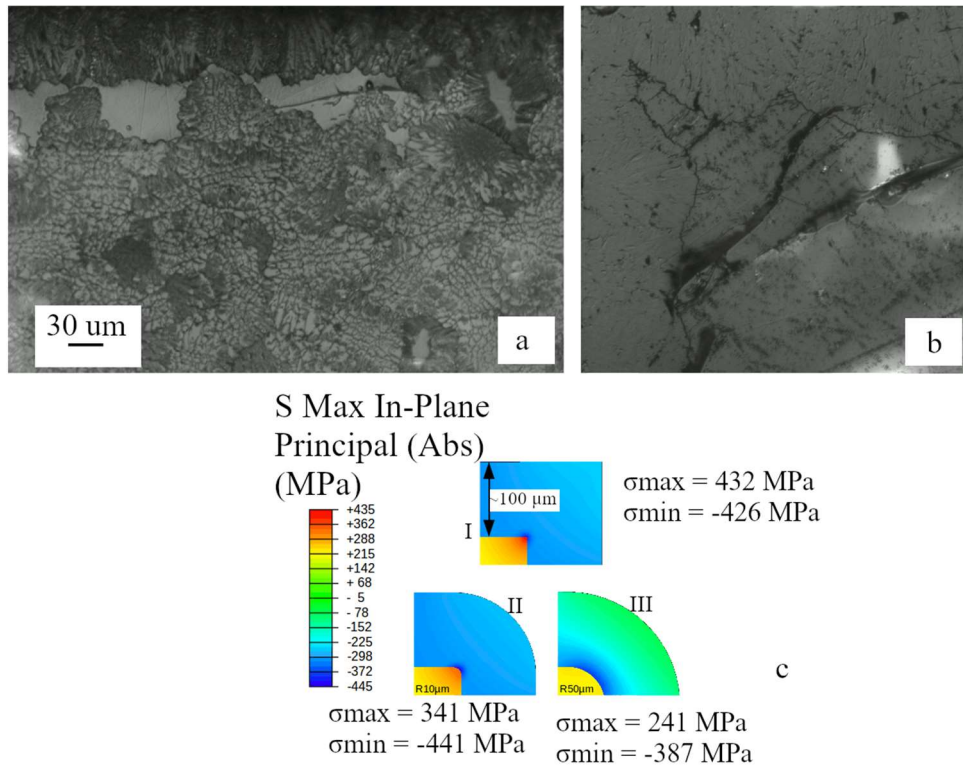 30 um
a
b
S Max In-Plane
Principal (Abs)
(MPa)
+435
+362
+288
+215
+142
+ 68
- 5
- 78
-152
-225
-298
-372
-445
I
~100 µm
σmax = 432 MPa
σmin = -426 MPa
II
R10µm
σmax = 341 MPa
σmin = -441 MPa
III
R50µm
σmax = 241 MPa
σmin = -387 MPa
c